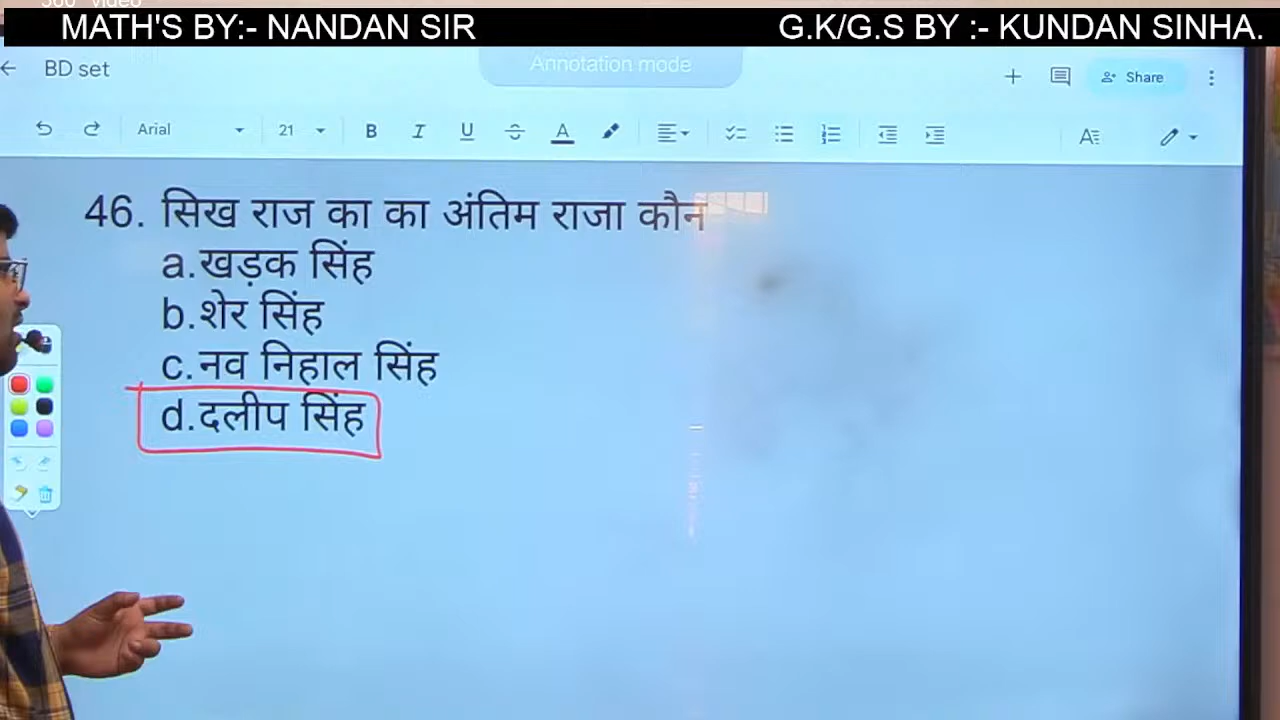 MATH'S BY:- NANDAN SIR
G.K/G.S BY :- KUNDAN SINHA.
BD set
Annotation mode
Share
Arial
21
B
I
U
S
A
46. सिख राज का का अंतिम राजा कौन
a.खड़क सिंह
b.शेर सिंह
c.नव निहाल सिंह
d.दलीप सिंह